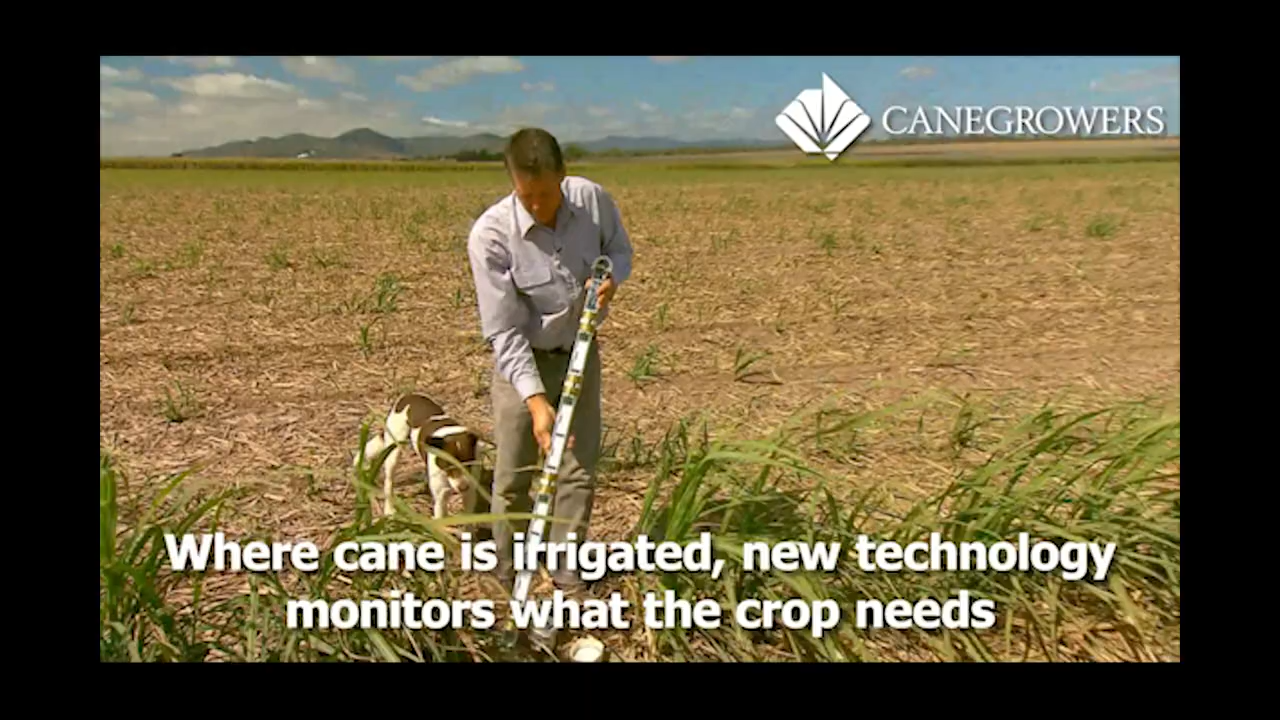 CANEGROWERS
Where cane is irrigated, new technology
monitors what the crop needs